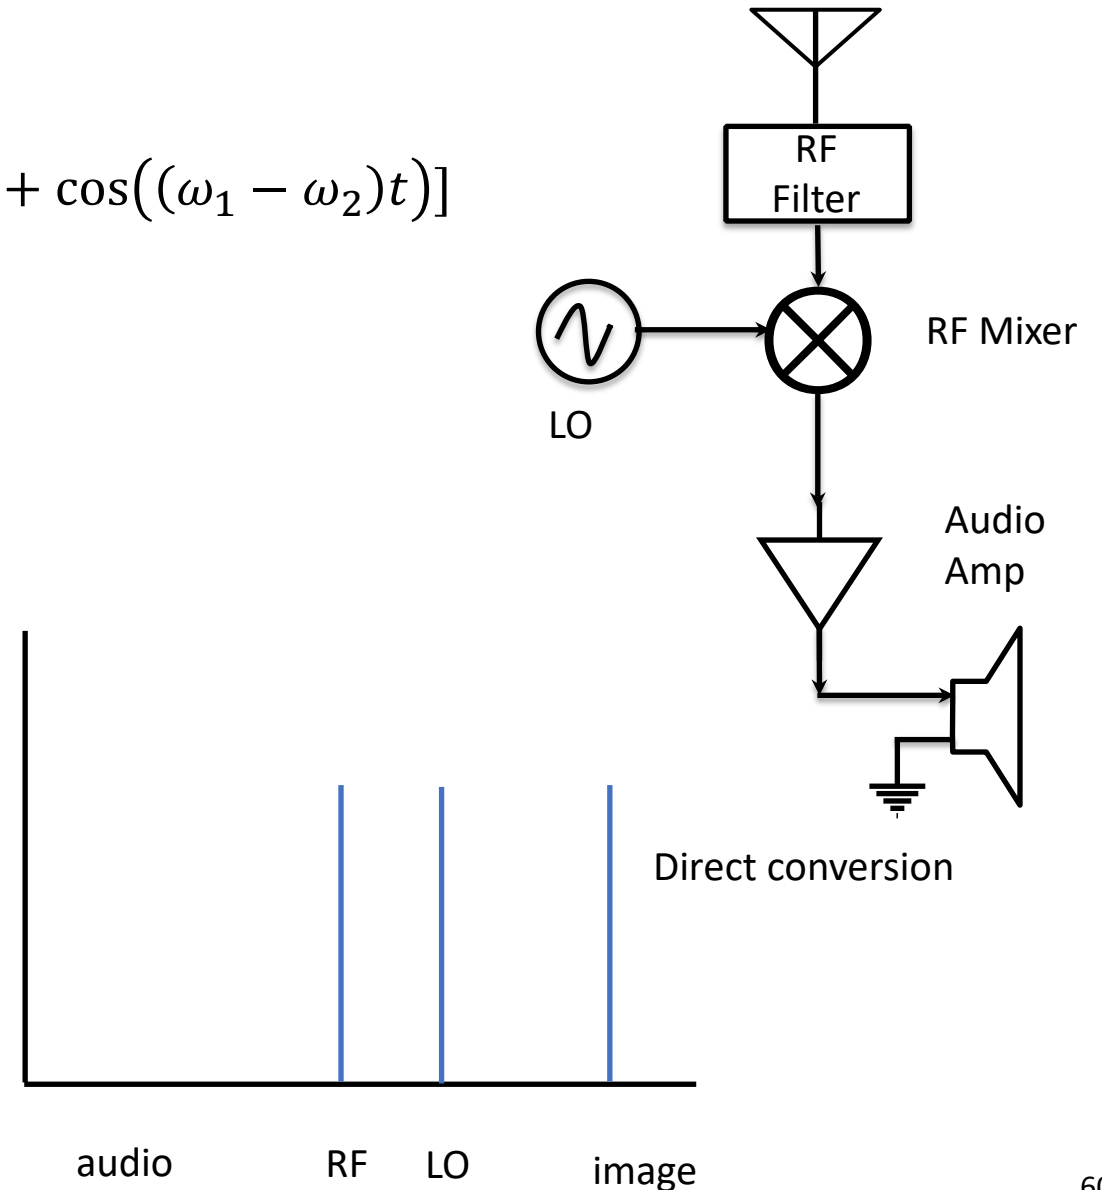 + cos((ω₁ − ω₂)t)]
RF
Filter
RF Mixer
LO
Audio
Amp
Direct conversion
audio
RF
LO
image